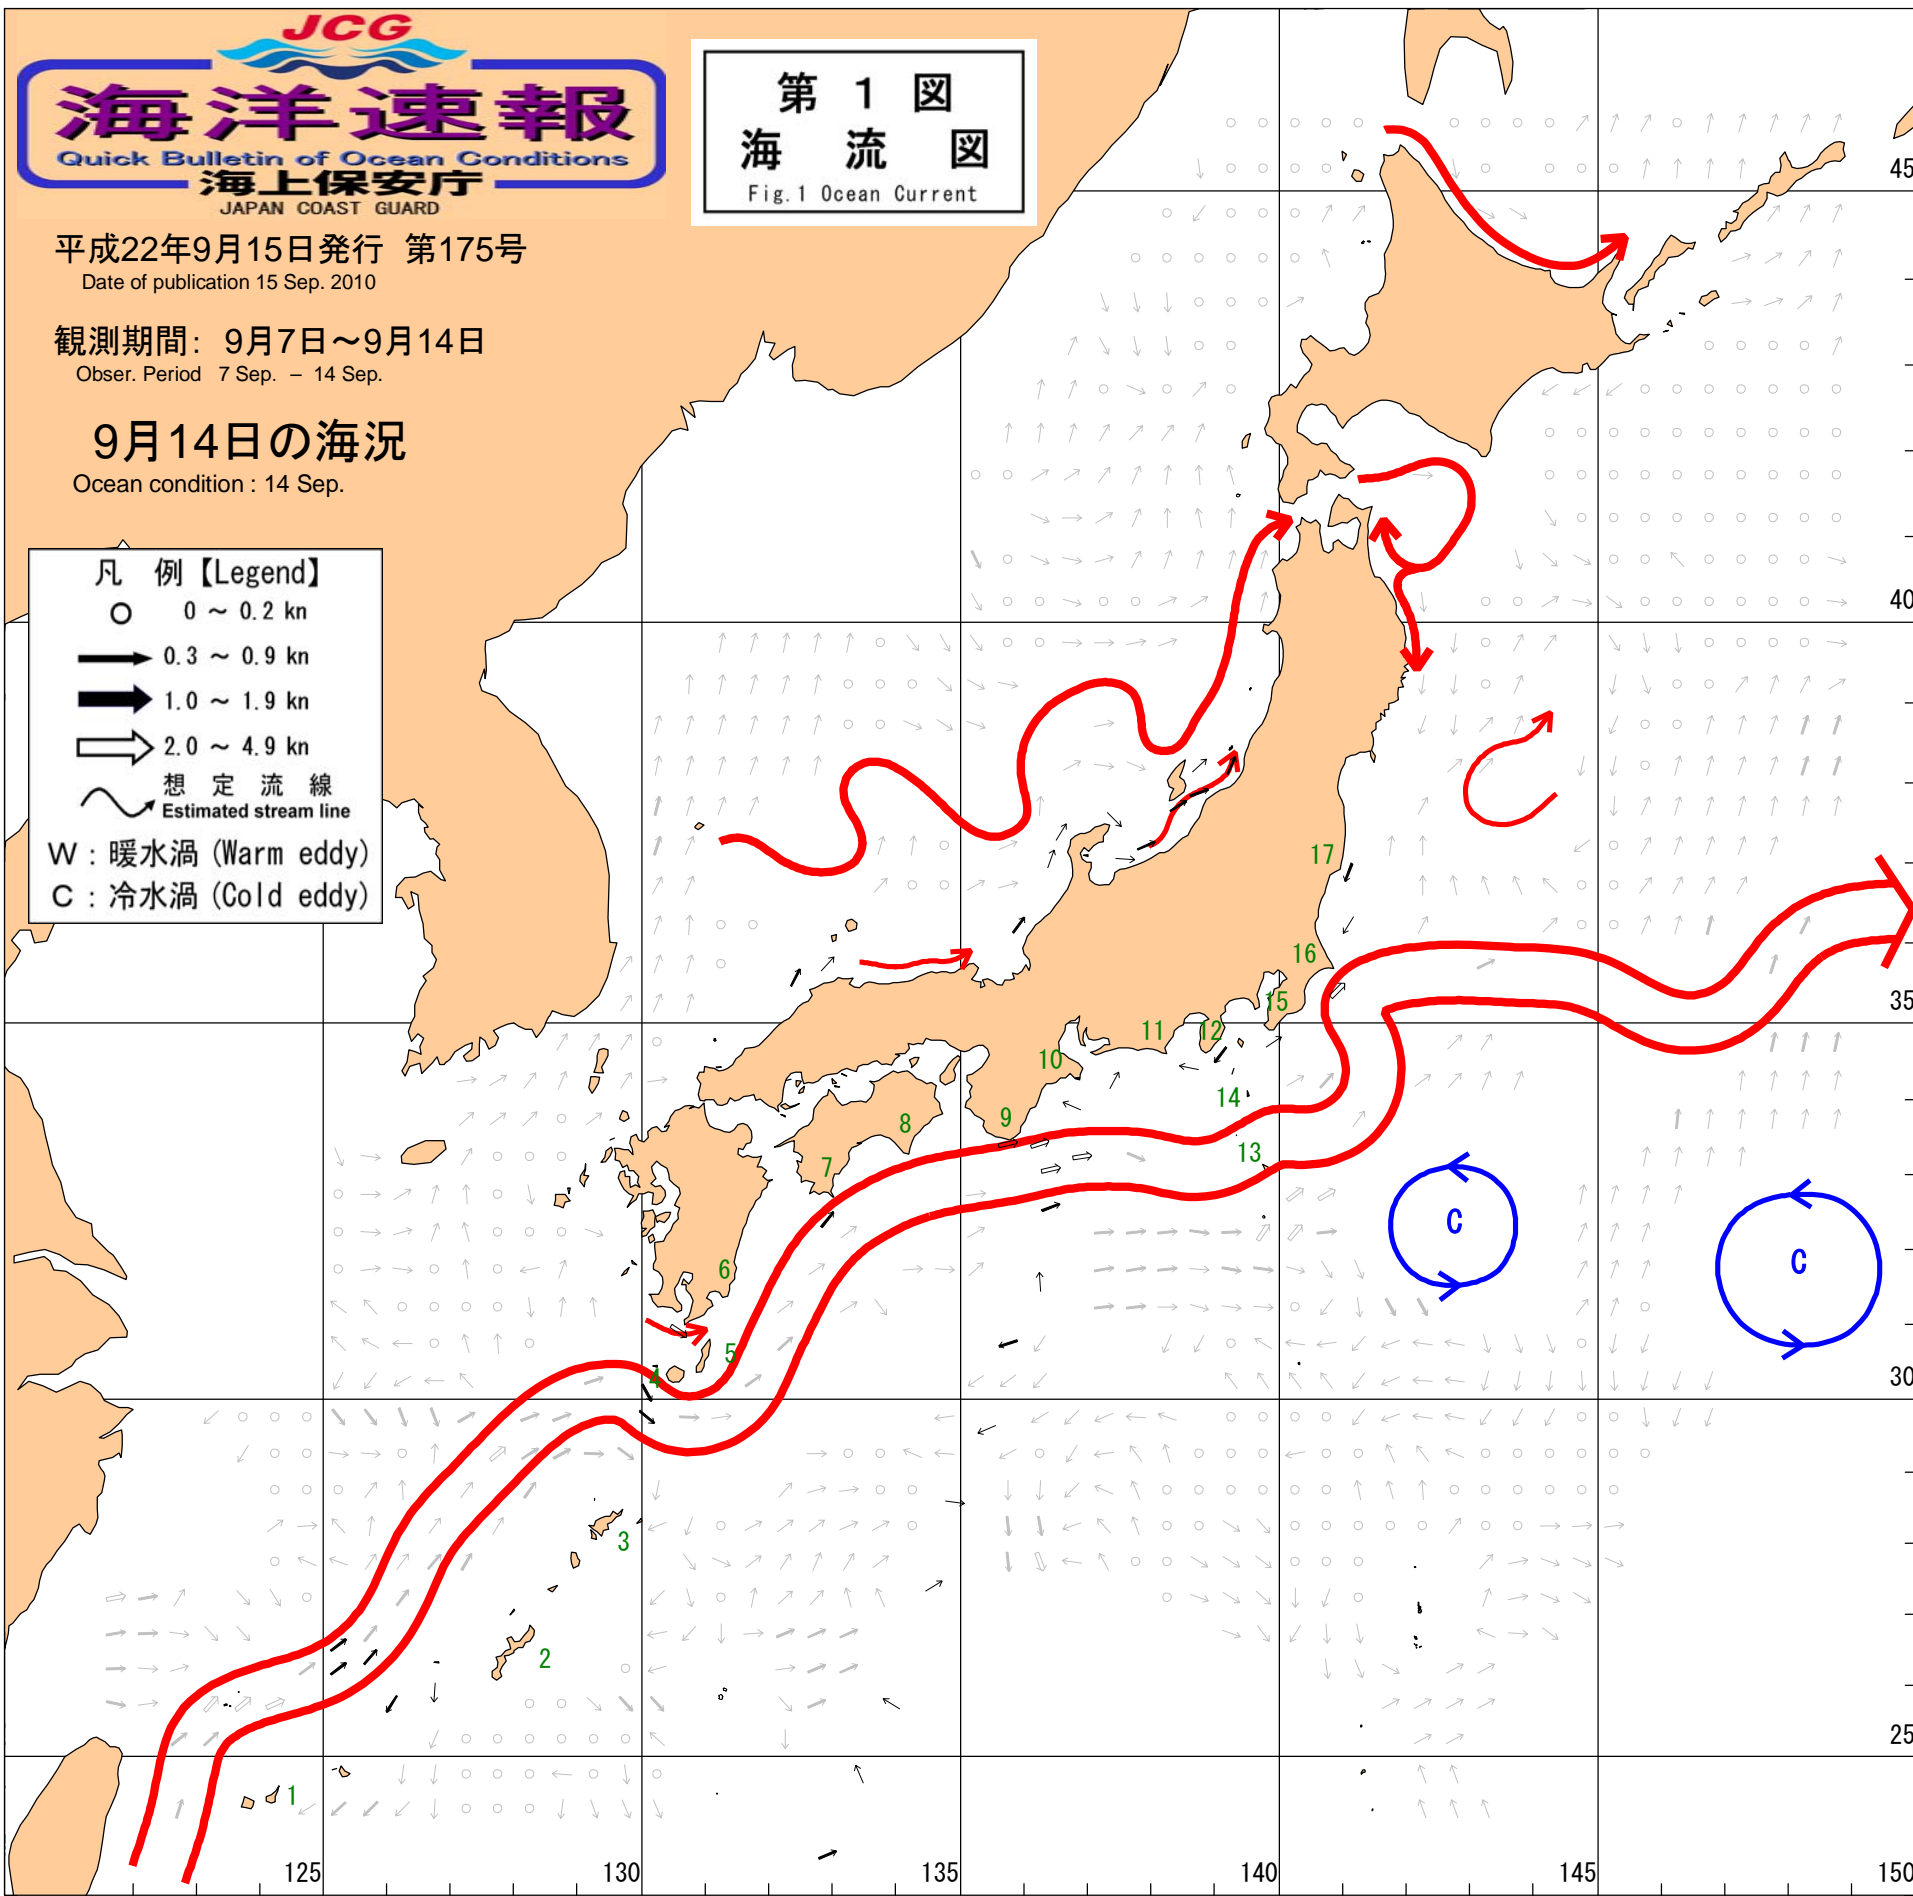 JCG
海洋速報
Quick Bulletin of Ocean Conditions
海上保安庁
JAPAN COAST GUARD
第 1 図
海 流 図
Fig.1 Ocean Current
平成22年9月15日発行 第175号
Date of publication 15 Sep. 2010
観測期間: 9月7日～9月14日
Obser. Period 7 Sep. – 14 Sep.
9月14日の海況
Ocean condition : 14 Sep.
凡 例【Legend】
0 ～ 0.2 kn
0.3 ～ 0.9 kn
1.0 ～ 1.9 kn
2.0 ～ 4.9 kn
想 定 流 線
Estimated stream line
W : 暖水渦 (Warm eddy)
C : 冷水渦 (Cold eddy)
45
40
17
16
35
15
12
11
10
14
8
9
13
7
C
C
6
5
4
30
3
2
25
1
125
130
135
140
145
150